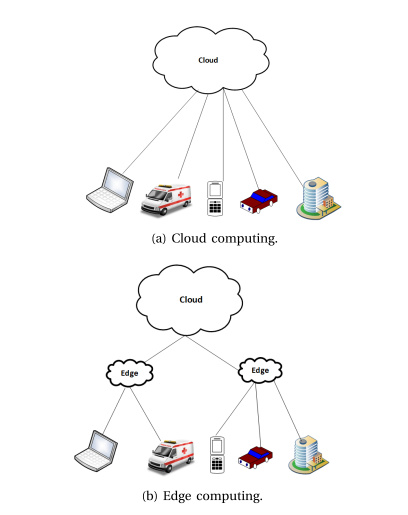 Cloud
(a) Cloud computing.
Cloud
Edge
Edge
(b) Edge computing.